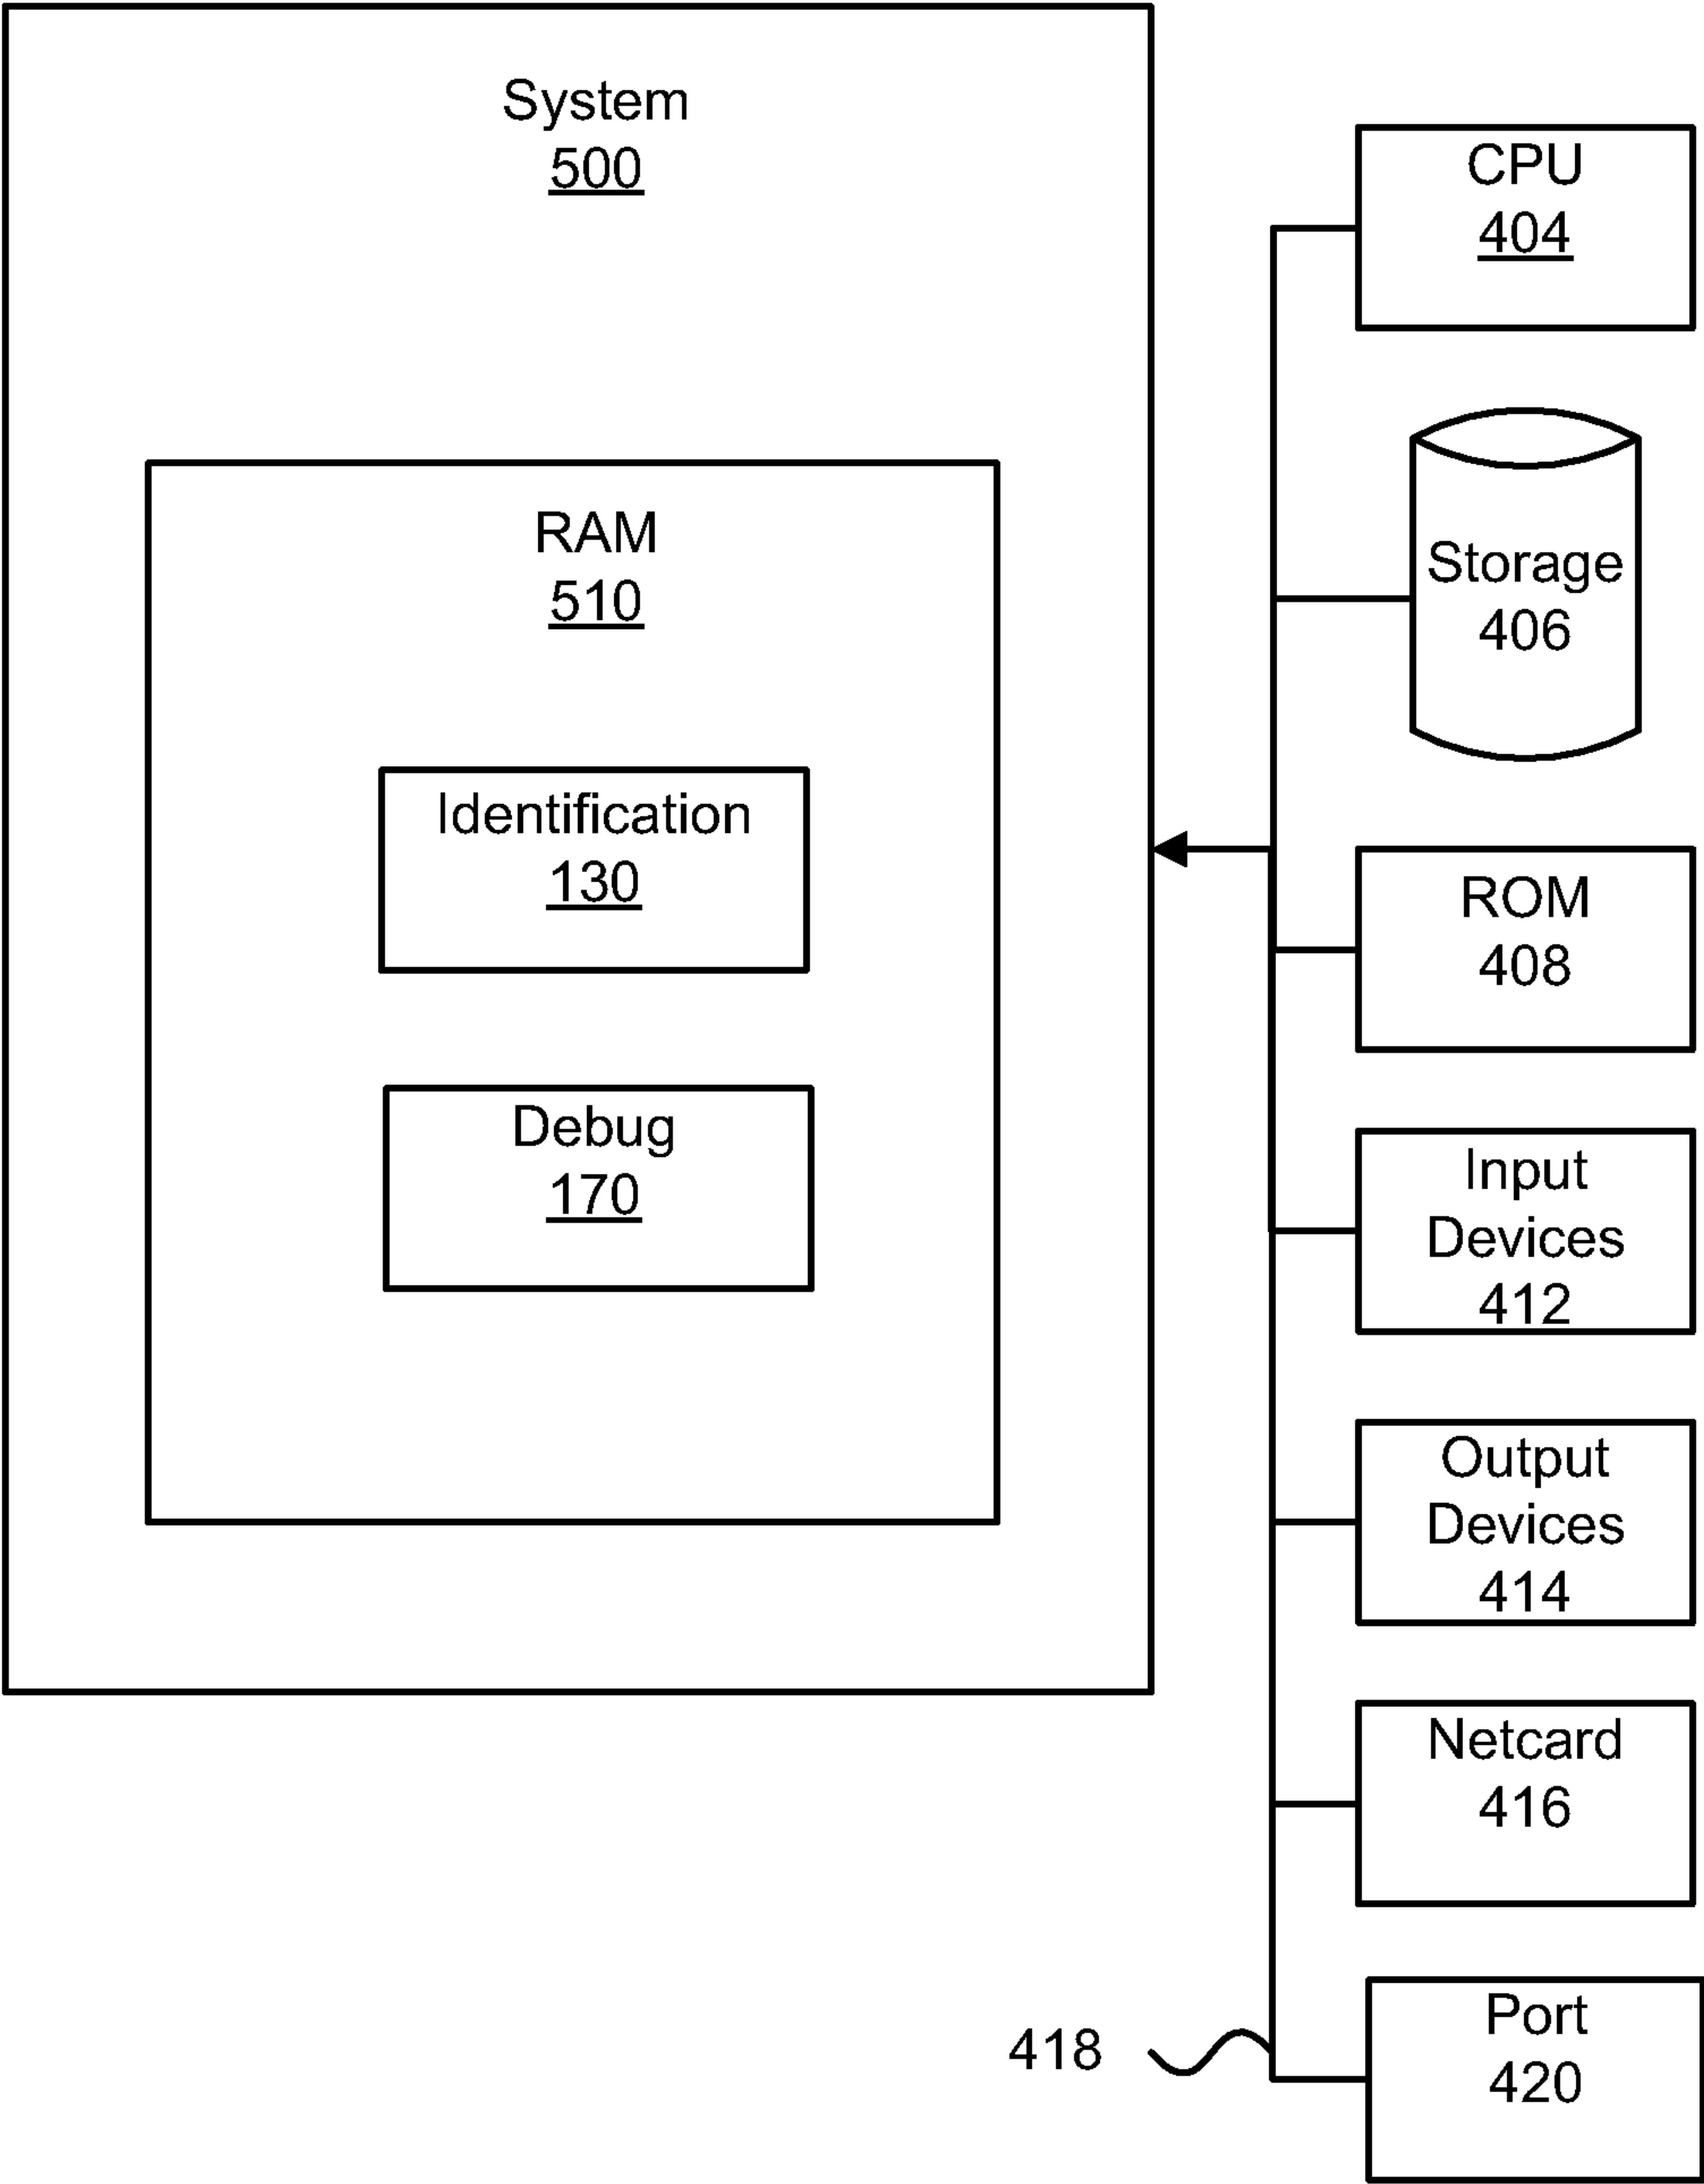 System
500
RAM
510
Identification
130
Debug
170
CPU
404
Storage
406
ROM
408
Input
Devices
412
Output
Devices
414
Netcard
416
Port
420
418